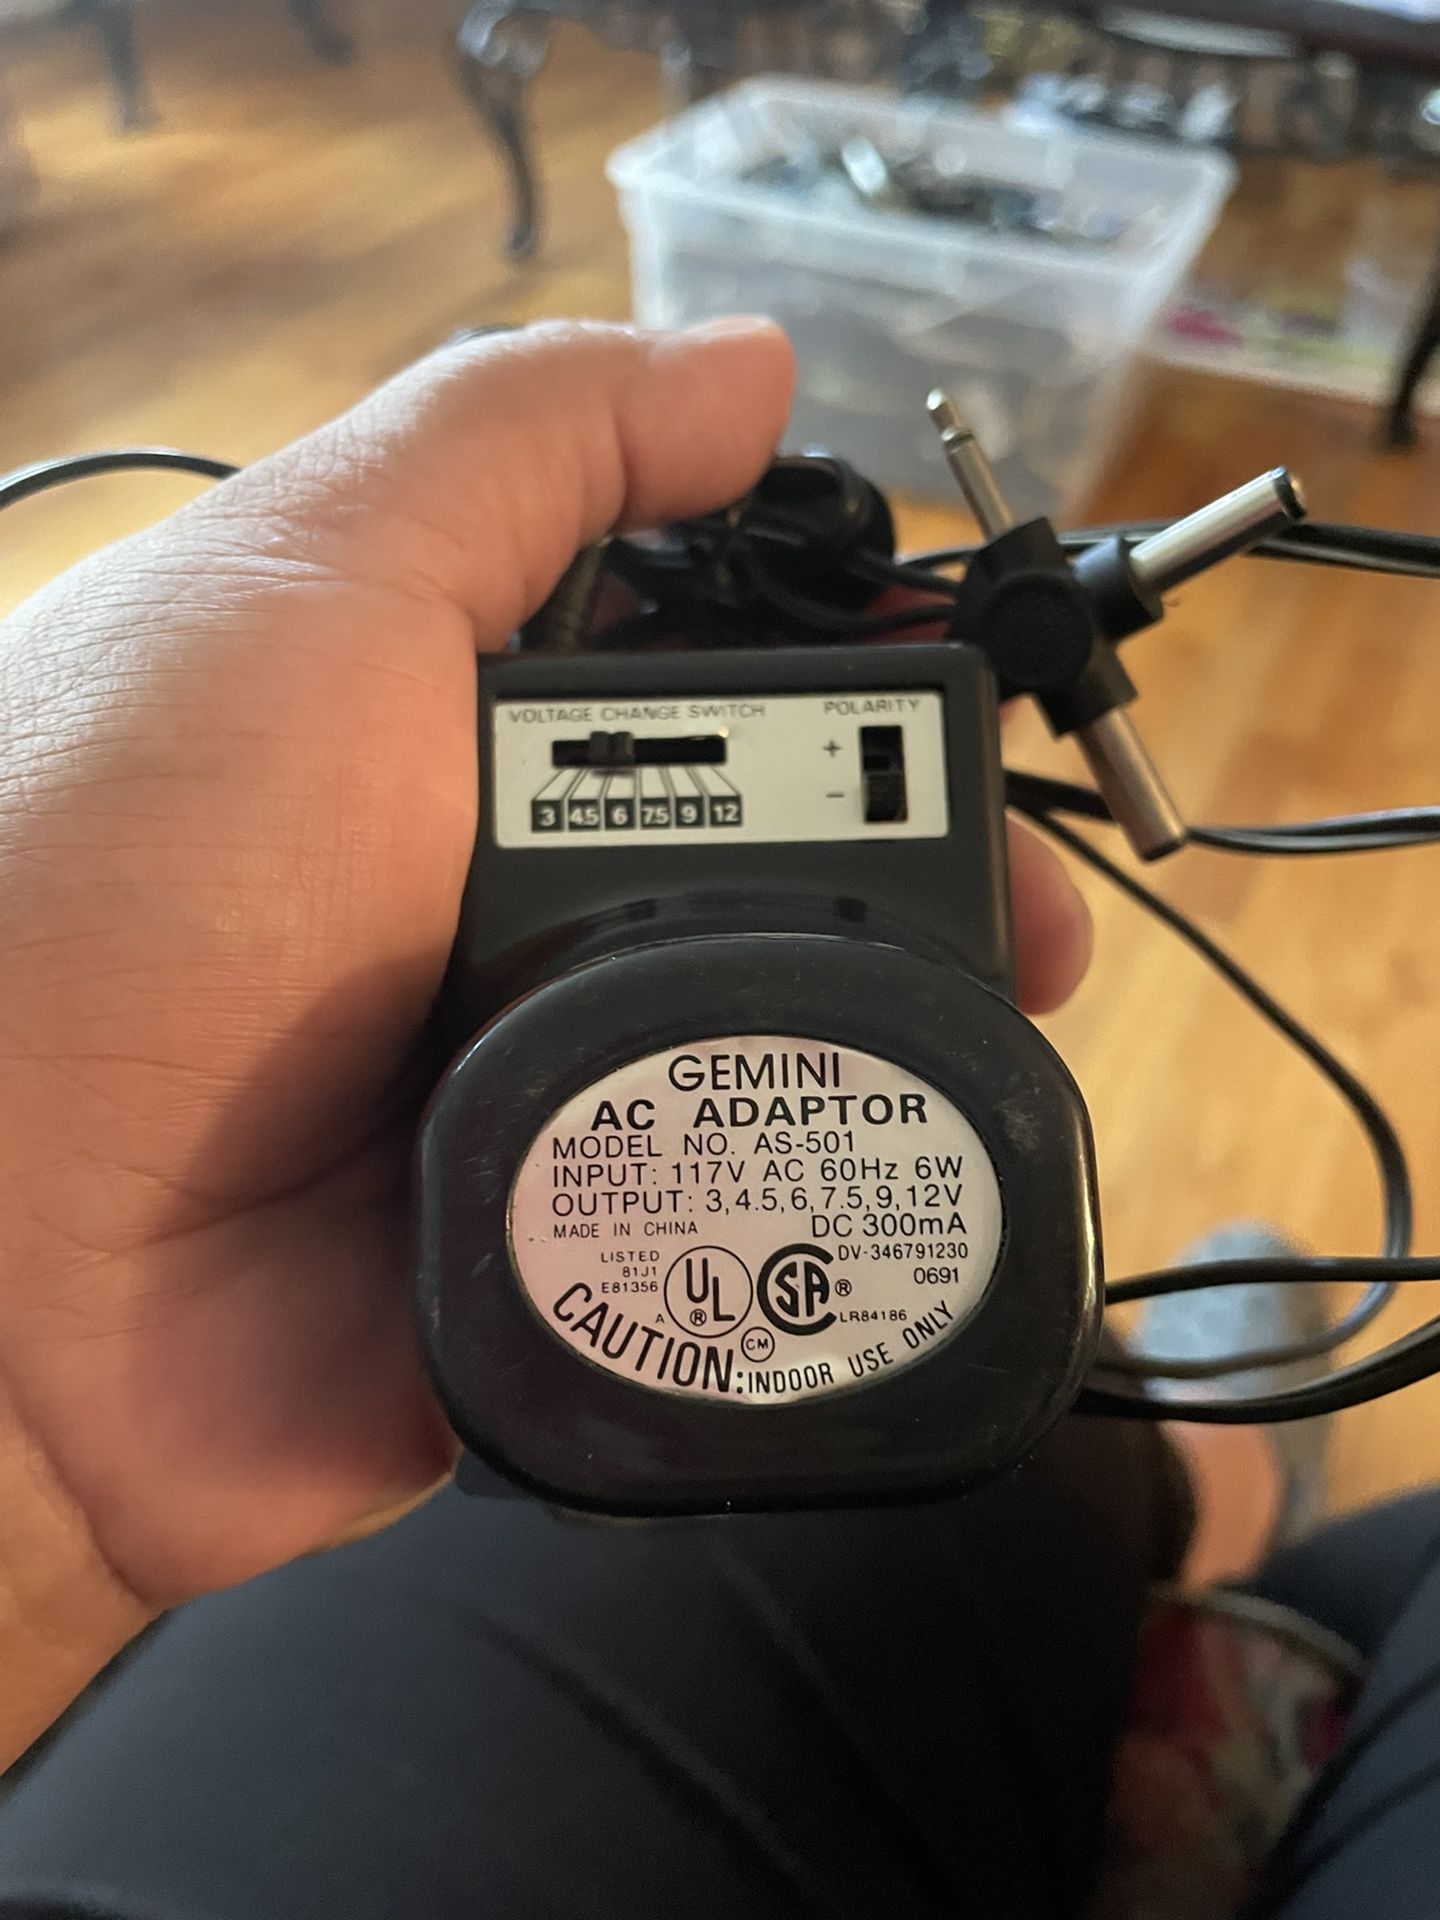 VOLTAGE CHANGE SWITCH
POLARITY
+
−
3 4.5 6 7.5 9 12
GEMINI
AC ADAPTOR
MODEL NO. AS-501
INPUT: 117V AC 60Hz 6W
OUTPUT: 3,4.5,6,7.5,9,12V
MADE IN CHINA DC 300mA
LISTED
81J1
E81356
A
UL
®
SA
®
DV-346791230
0691
LR84186
CM
CAUTION: INDOOR USE ONLY